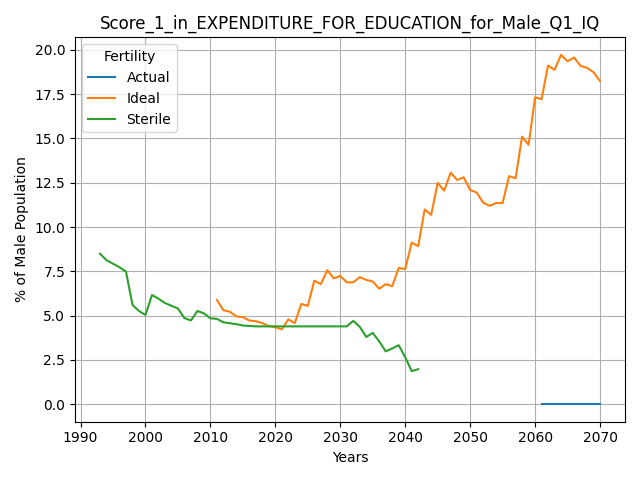 Score_1_in_EXPENDITURE_FOR_EDUCATION_for_Male_Q1_IQ
Fertility
Actual
Ideal
Sterile
% of Male Population
20.0
17.5
15.0
12.5
10.0
7.5
5.0
2.5
0.0
1990 2000 2010 2020 2030 2040 2050 2060 2070
Years